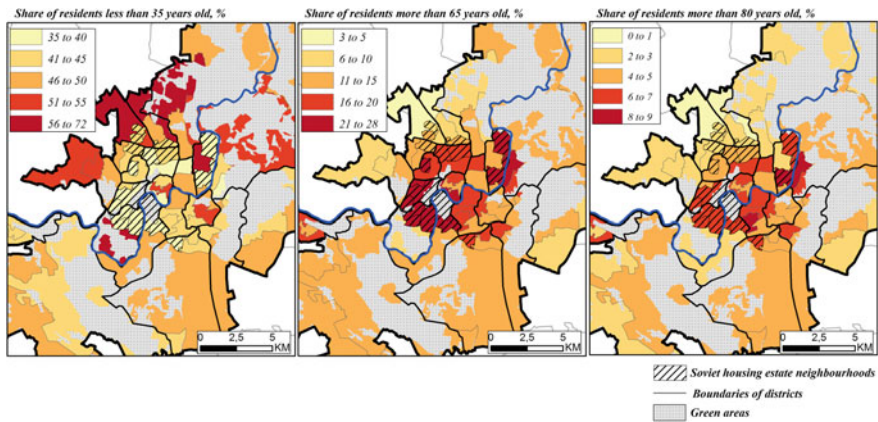 Share of residents less than 35 years old, %
35 to 40
41 to 45
46 to 50
51 to 55
56 to 72
0 2,5 5
KM
Share of residents more than 65 years old, %
3 to 5
6 to 10
11 to 15
16 to 20
21 to 28
0 2,5 5
KM
Share of residents more than 80 years old, %
0 to 1
2 to 3
4 to 5
6 to 7
8 to 9
0 2,5 5
KM
Soviet housing estate neighbourhoods
Boundaries of districts
Green areas